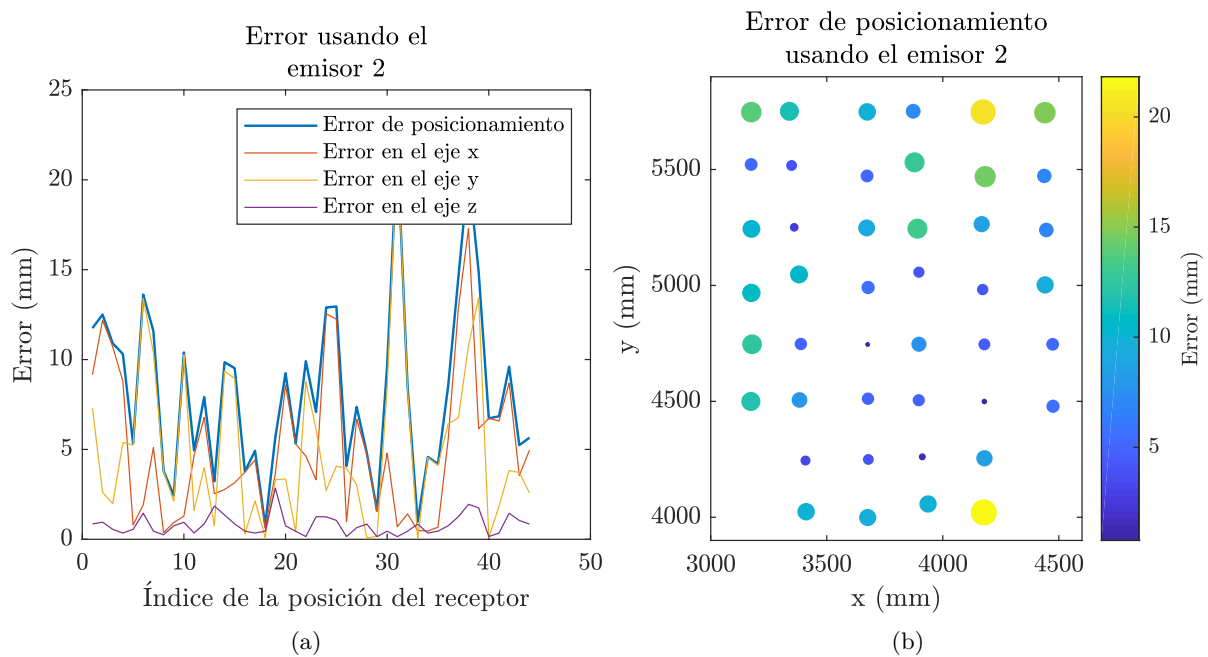 Error usando el
emisor 2
25
20
15
10
5
0
Error (mm)
Error de posicionamiento
Error en el eje x
Error en el eje y
Error en el eje z
0 10 20 30 40 50
Índice de la posición del receptor
(a)
Error de posicionamiento
usando el emisor 2
5500
5000
4500
4000
y (mm)
3000 3500 4000 4500
x (mm)
20
15
10
5
Error (mm)
(b)